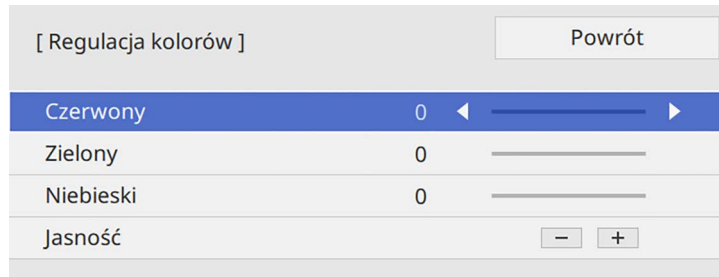 [ Regulacja kolorów ]
Powrót
Czerwony 0
Zielony 0
Niebieski 0
Jasność − +